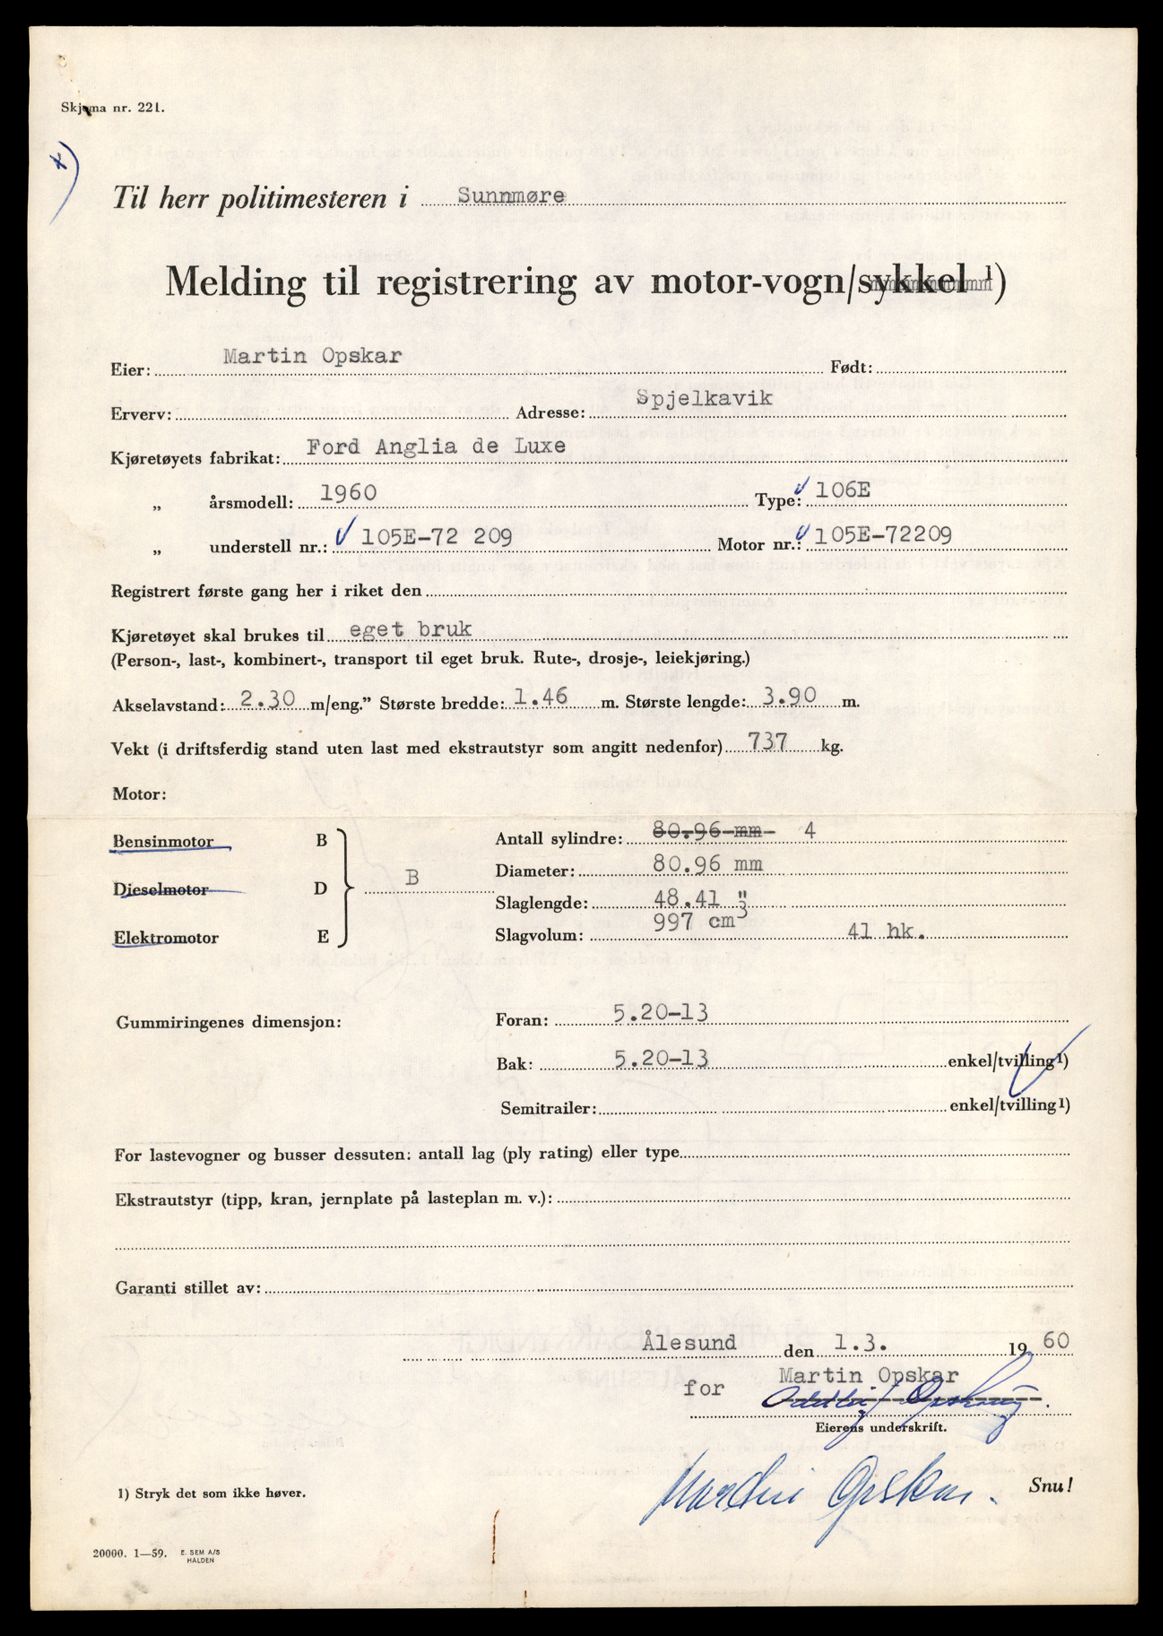 Skjema nr. 221.
x)
Til herr politimesteren i Sunnmøre
Melding til registrering av motor-vogn/sykkel 1)
Eier: Martin Opskar Født:
Erverv: Adresse: Spjelkavik
Kjøretøyets fabrikat: Ford Anglia de Luxe
„ årsmodell: 1960 Type: 106E
„ understell nr.: 105E-72 209 Motor nr.: 105E-72209
Registrert første gang her i riket den
Kjøretøyet skal brukes til eget bruk
(Person-, last-, kombinert-, transport til eget bruk. Rute-, drosje-, leiekjøring.)
Akselavstand: 2.30 m/eng.” Største bredde: 1.46 m. Største lengde: 3.90 m.
Vekt (i driftsferdig stand uten last med ekstrautstyr som angitt nedenfor) 737 kg.
Motor:
Bensinmotor B Antall sylindre: 80.96 mm 4
Diameter: 80.96 mm
Dieselmotor D B
Slaglengde: 48.41 "
Elektromotor E Slagvolum: 997 cm3 41 hk.
Gummiringenes dimensjon: Foran: 5.20-13
Bak: 5.20-13 enkel/tvilling1)
Semitrailer: enkel/tvilling1)
For lastevogner og busser dessuten: antall lag (ply rating) eller type
Ekstrautstyr (tipp, kran, jernplate på lasteplan m. v.):
Garanti stillet av:
Ålesund den 1.3. 1960
for Martin Opskar
Eierens underskrift.
Martin Opskar.
Snu!
1) Stryk det som ikke høver.
20000. 1—59. E. SEM A/S
HALDEN